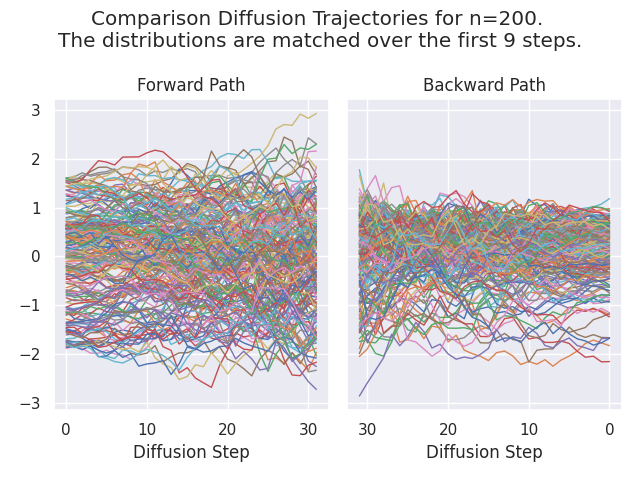 Comparison Diffusion Trajectories for n=200.
The distributions are matched over the first 9 steps.
Forward Path
Backward Path
3
2
1
0
−1
−2
−3
0 10 20 30
30 20 10 0
Diffusion Step
Diffusion Step